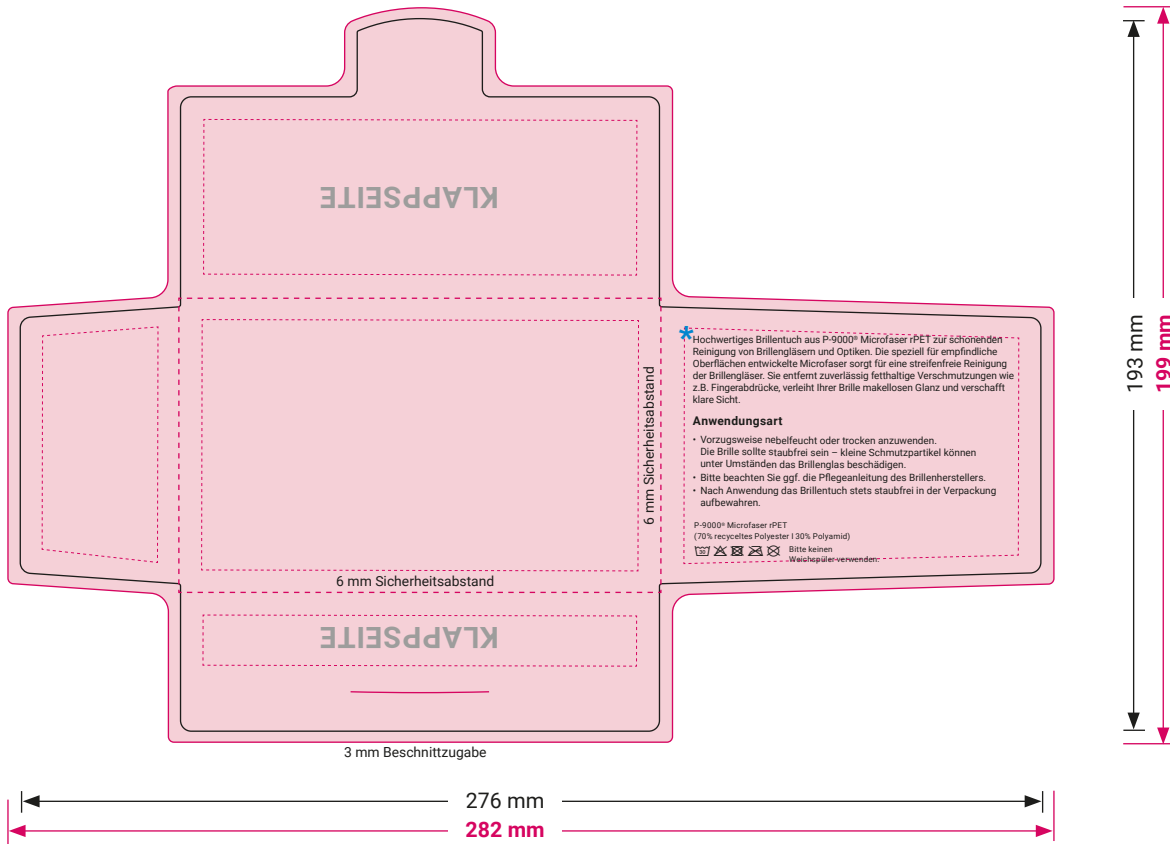 KLAPPSEITE
*
Hochwertiges Brillentuch aus P-9000® Microfaser rPET zur schonenden
Reinigung von Brillengläsern und Optiken. Die speziell für empfindliche
Oberflächen entwickelte Microfaser sorgt für eine streifenfreie Reinigung
der Brillengläser. Sie entfernt zuverlässig fetthaltige Verschmutzungen wie
z.B. Fingerabdrücke, verleiht Ihrer Brille makellosen Glanz und verschafft
klare Sicht.
Anwendungsart
• Vorzugsweise nebelfeucht oder trocken anzuwenden.
Die Brille sollte staubfrei sein – kleine Schmutzpartikel können
unter Umständen das Brillenglas beschädigen.
• Bitte beachten Sie ggf. die Pflegeanleitung des Brillenherstellers.
• Nach Anwendung das Brillentuch stets staubfrei in der Verpackung
aufbewahren.
P-9000® Microfaser rPET
(70% recyceltes Polyester I 30% Polyamid)
30
Bitte keinen
Weichspüler verwenden.
6 mm Sicherheitsabstand
6 mm Sicherheitsabstand
KLAPPSEITE
3 mm Beschnittzugabe
193 mm
199 mm
276 mm
282 mm